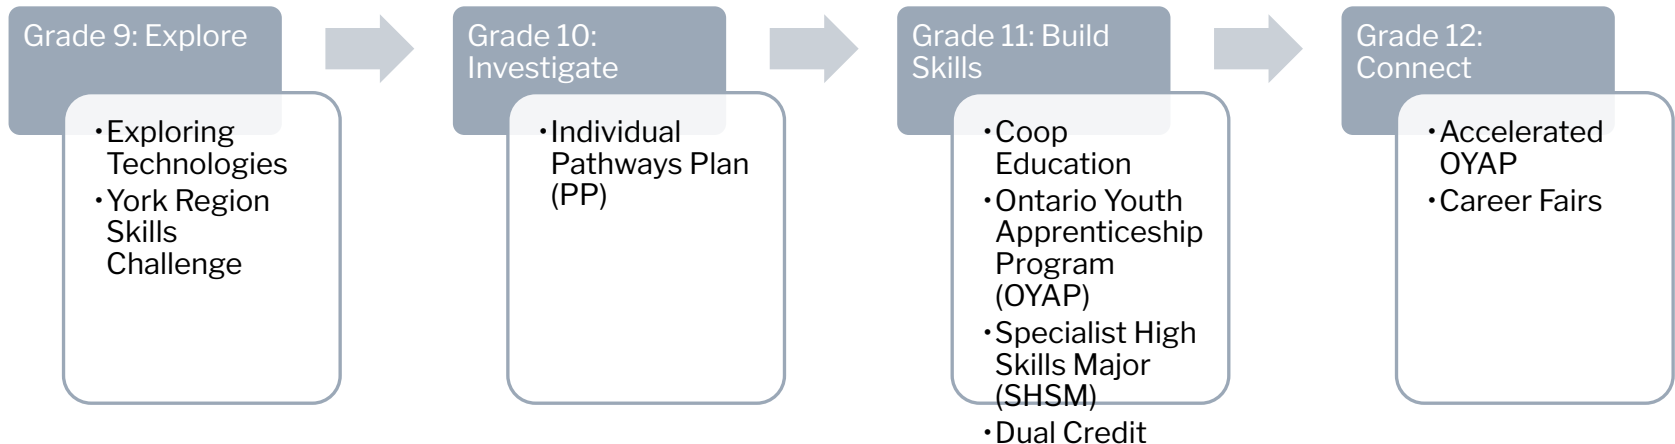 Grade 9: Explore
•Exploring
Technologies
•York Region
Skills
Challenge
Grade 10:
Investigate
•Individual
Pathways Plan
(PP)
Grade 11: Build
Skills
•Coop
Education
•Ontario Youth
Apprenticeship
Program
(OYAP)
•Specialist High
Skills Major
(SHSM)
•Dual Credit
Grade 12:
Connect
•Accelerated
OYAP
•Career Fairs